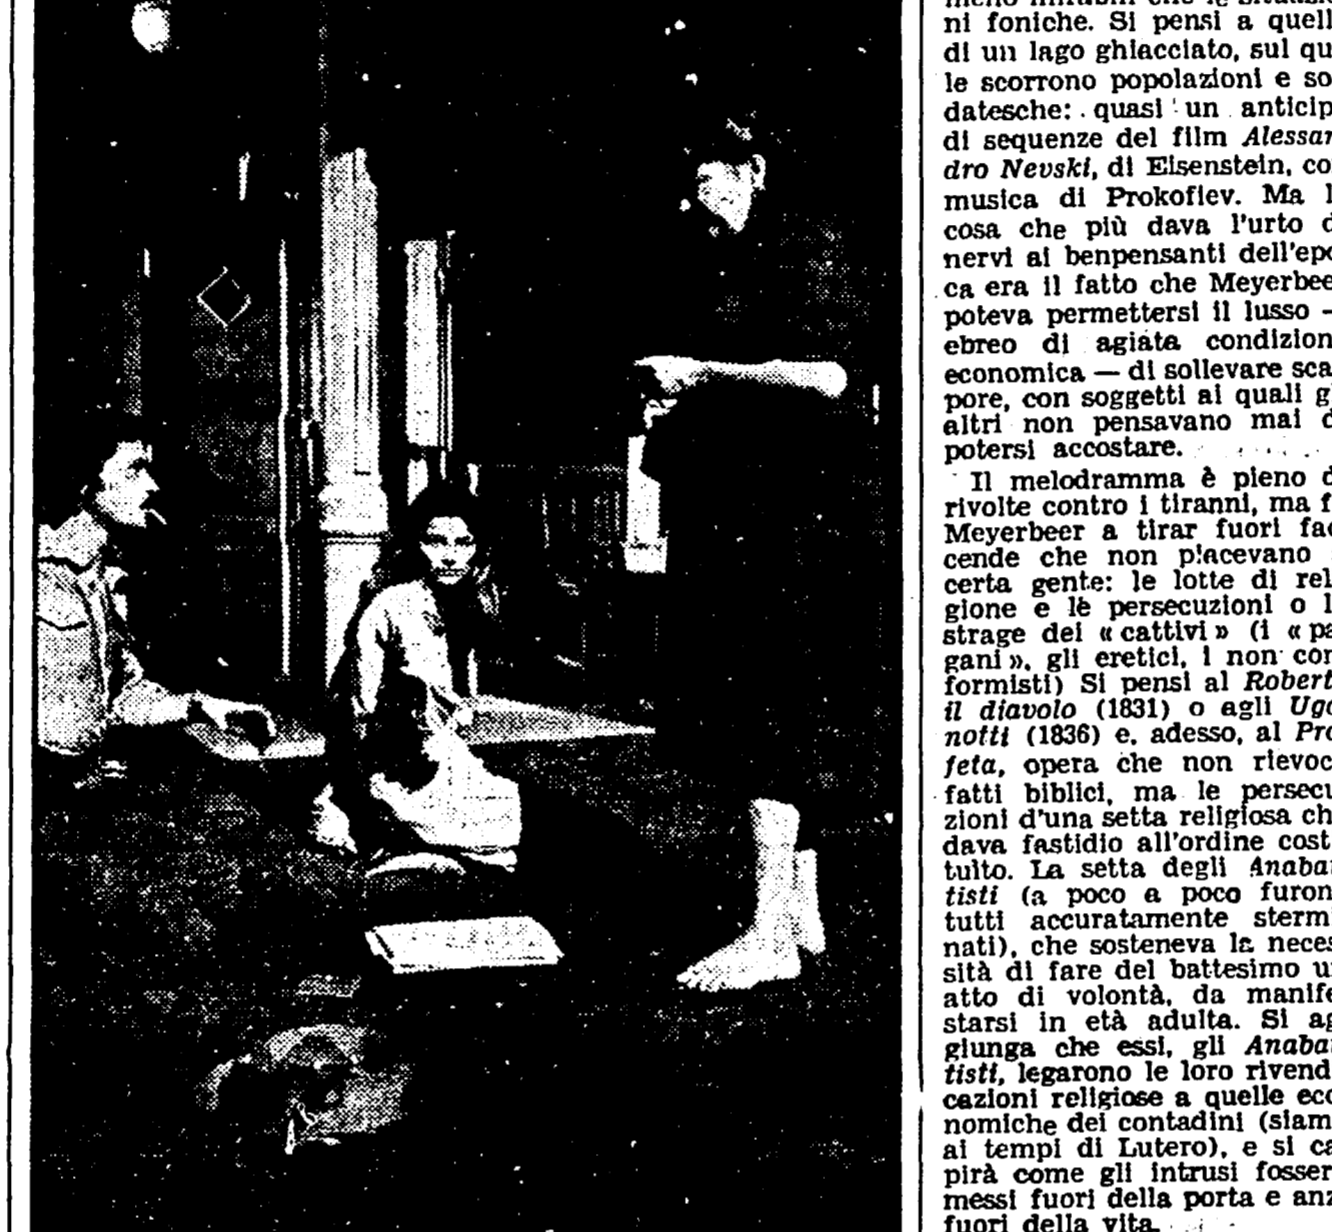 ni foniche. Si pensi a quell
di un lago ghiacciato, sul qu
le scorrono popolazioni e so
datesche: quasi un anticip
di sequenze del film Alessan
dro Nevski, di Eisenstein, co
musica di Prokofiev. Ma l
cosa che più dava l'urto d
nervi ai benpensanti dell'epo
ca era il fatto che Meyerbee
poteva permettersi il lusso —
ebreo di agiata condizion
economica — di sollevare sca
pore, con soggetti ai quali g
altri non pensavano mai d
potersi accostare.
Il melodramma è pieno d
rivolte contro i tiranni, ma f
Meyerbeer a tirar fuori fac
cende che non piacevano
certa gente: le lotte di rel
gione e le persecuzioni o l
strage dei « cattivi » (i « pa
gani », gli eretici, i non con
formisti) Si pensi al Robert
il diavolo (1831) o agli Ugo
notti (1836) e, adesso, al Pro
feta, opera che non rievoc
fatti biblici, ma le persecu
zioni d'una setta religiosa ch
dava fastidio all'ordine cost
tuito. La setta degli Anabat
tisti (a poco a poco furon
tutti accuratamente sterm
nati), che sosteneva la neces
sità di fare del battesimo u
atto di volontà, da manife
starsi in età adulta. Si ag
giunga che essi, gli Anabat
tisti, legarono le loro rivend
cazioni religiose a quelle eco
nomiche dei contadini (siam
ai tempi di Lutero), e si ca
pirà come gli intrusi fosser
messi fuori della porta e anz
fuori della vita.